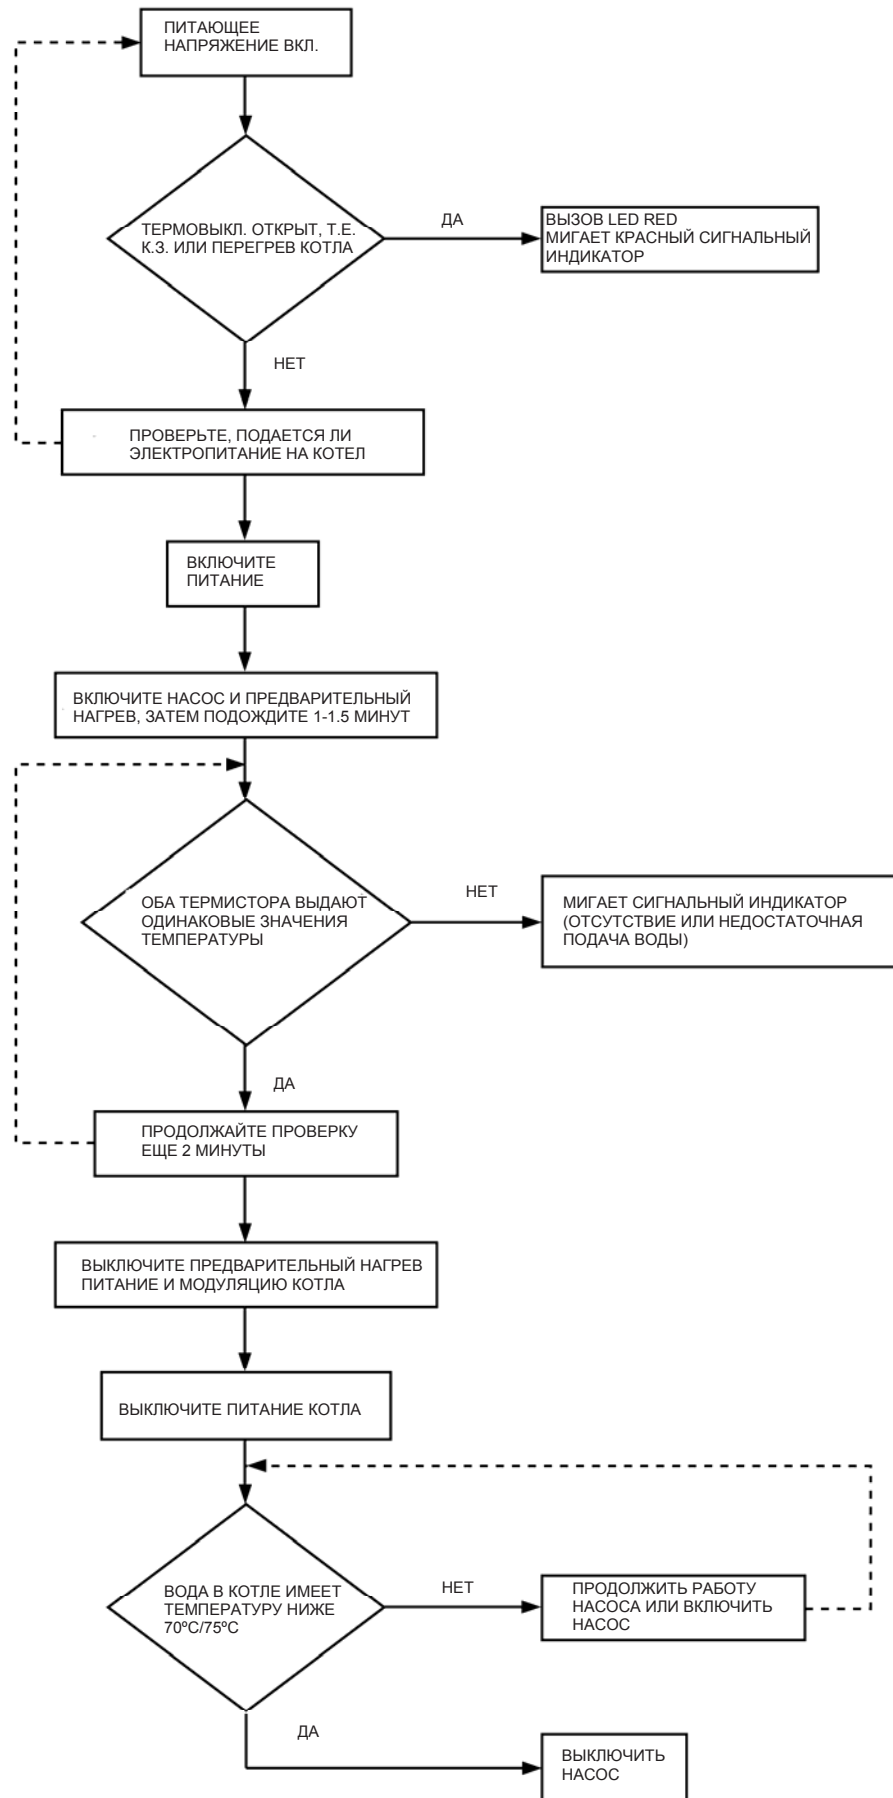 ПИТАЮЩЕЕ
НАПРЯЖЕНИЕ ВКЛ.
ТЕРМОВЫКЛ. ОТКРЫТ, Т.Е.
К.З. ИЛИ ПЕРЕГРЕВ КОТЛА
ДА
ВЫЗОВ LED RED
МИГАЕТ КРАСНЫЙ СИГНАЛЬНЫЙ
ИНДИКАТОР
НЕТ
ПРОВЕРЬТЕ, ПОДАЕТСЯ ЛИ
ЭЛЕКТРОПИТАНИЕ НА КОТЕЛ
ВКЛЮЧИТЕ
ПИТАНИЕ
ВКЛЮЧИТЕ НАСОС И ПРЕДВАРИТЕЛЬНЫЙ
НАГРЕВ, ЗАТЕМ ПОДОЖДИТЕ 1-1.5 МИНУТ
ОБА ТЕРМИСТОРА ВЫДАЮТ
ОДИНАКОВЫЕ ЗНАЧЕНИЯ
ТЕМПЕРАТУРЫ
НЕТ
МИГАЕТ СИГНАЛЬНЫЙ ИНДИКАТОР
(ОТСУТСТВИЕ ИЛИ НЕДОСТАТОЧНАЯ
ПОДАЧА ВОДЫ)
ДА
ПРОДОЛЖАЙТЕ ПРОВЕРКУ
ЕЩЕ 2 МИНУТЫ
ВЫКЛЮЧИТЕ ПРЕДВАРИТЕЛЬНЫЙ НАГРЕВ
ПИТАНИЕ И МОДУЛЯЦИЮ КОТЛА
ВЫКЛЮЧИТЕ ПИТАНИЕ КОТЛА
ВОДА В КОТЛЕ ИМЕЕТ
ТЕМПЕРАТУРУ НИЖЕ
70ºC/75ºC
НЕТ
ПРОДОЛЖИТЬ РАБОТУ
НАСОСА ИЛИ ВКЛЮЧИТЬ
НАСОС
ДА
ВЫКЛЮЧИТЬ
НАСОС